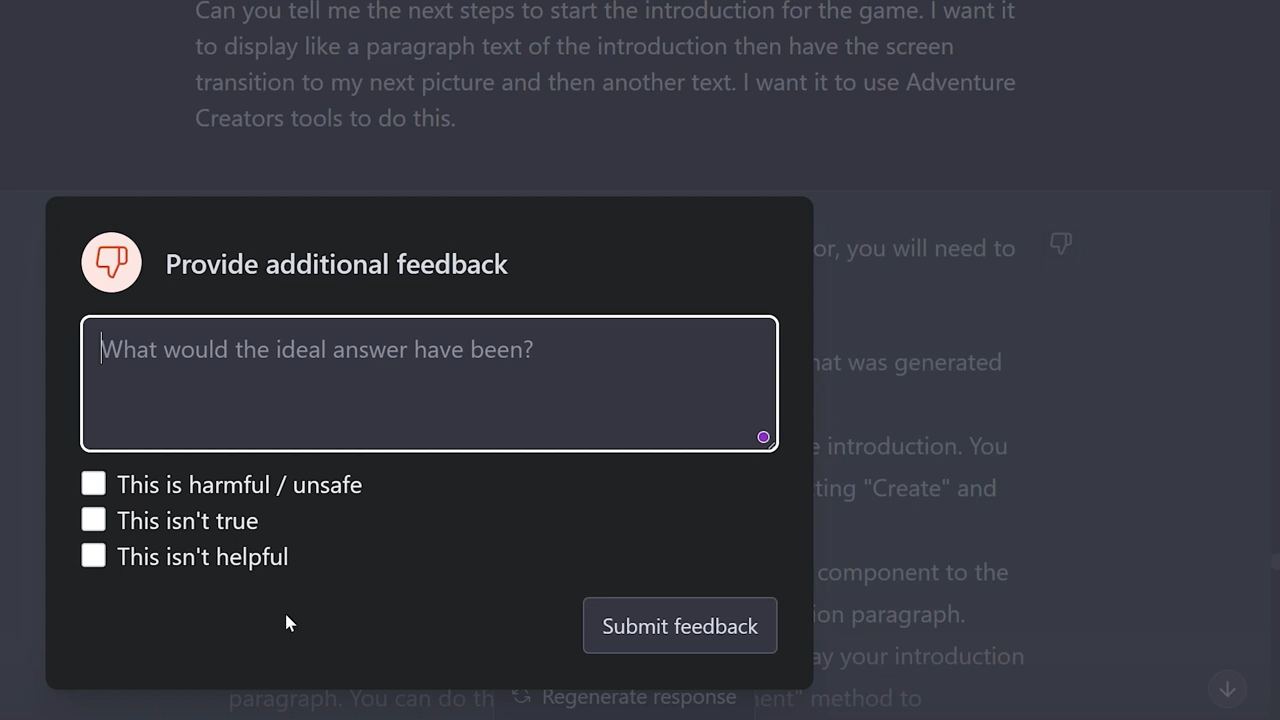 Can you tell me the next steps to start the introduction for the game. I want it
to display like a paragraph text of the introduction then have the screen
transition to my next picture and then another text. I want it to use Adventure
Creators tools to do this.
or, you will need to
Provide additional feedback
What would the ideal answer have been?
hat was generated
e introduction. You
This is harmful / unsafe
ting "Create" and
This isn't true
This isn't helpful
component to the
ion paragraph.
Submit feedback
ay your introduction
paragraph. You can do th
Regenerate response
ent" method to